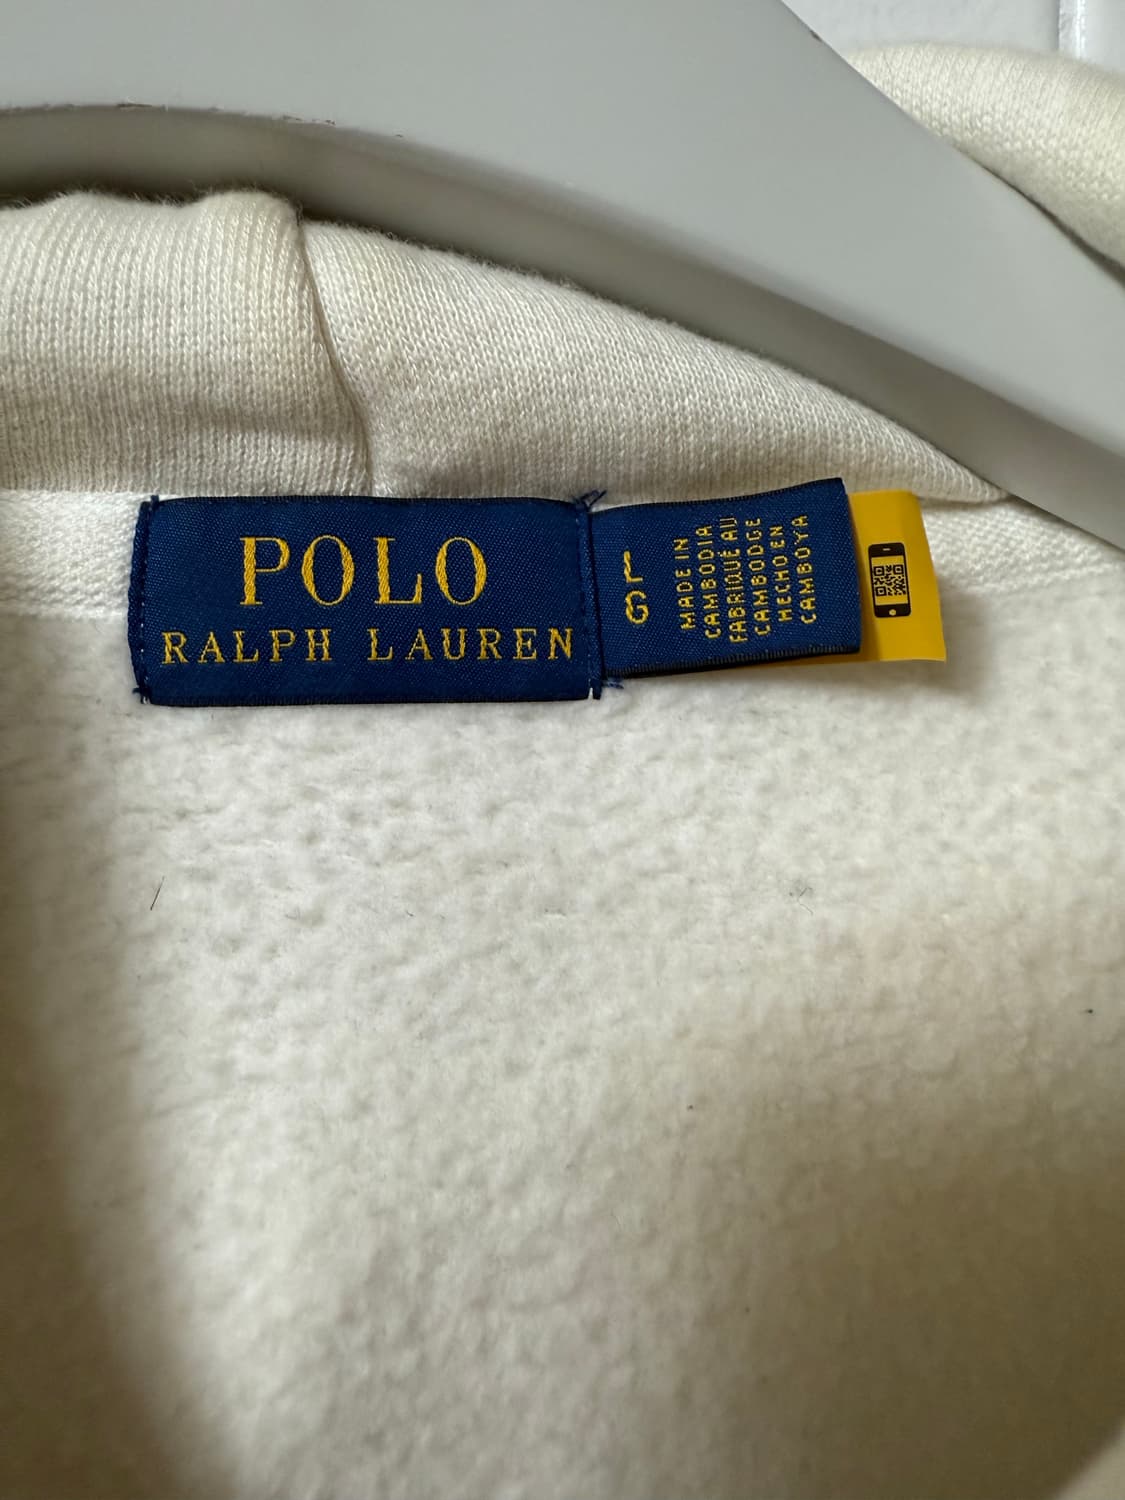 POLO
RALPH LAUREN
L
G
MADE IN
CAMBODIA
FABRIQUÉ AU
CAMBODGE
HECHO EN
CAMBOYA